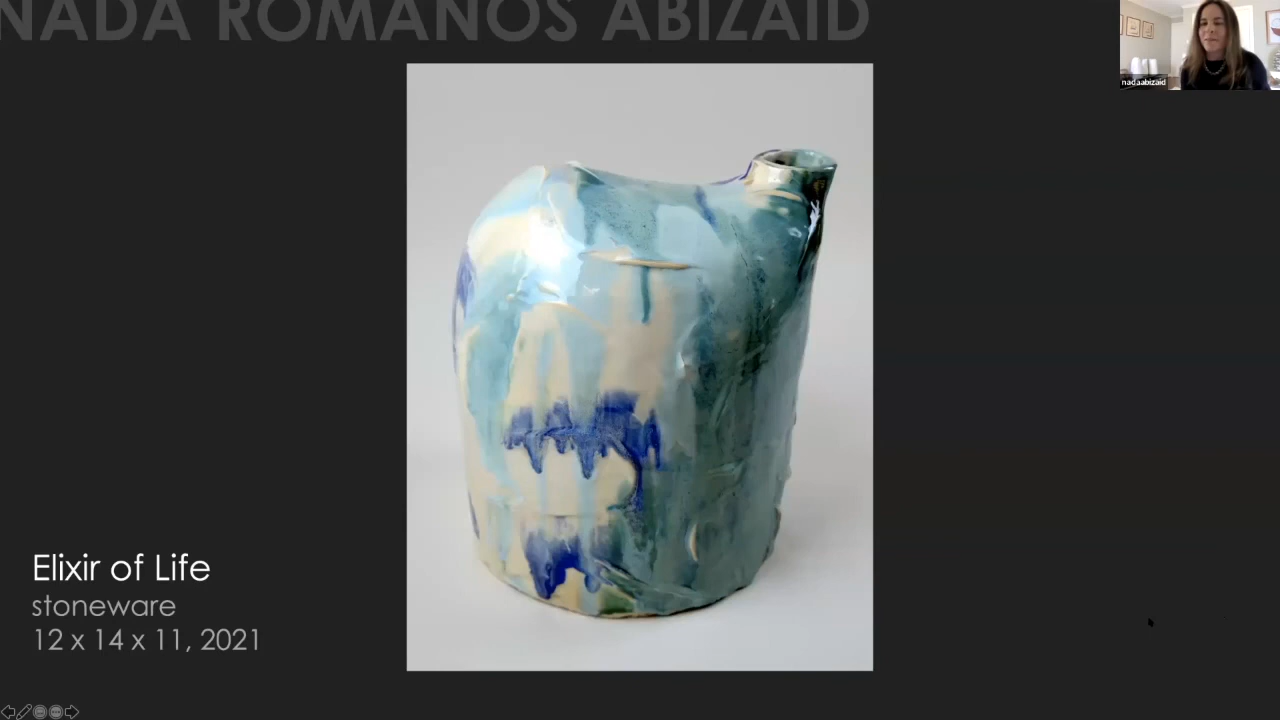 NADA ROMANOS ABIZAID
nadaabizaid
Elixir of Life
stoneware
12 x 14 x 11, 2021